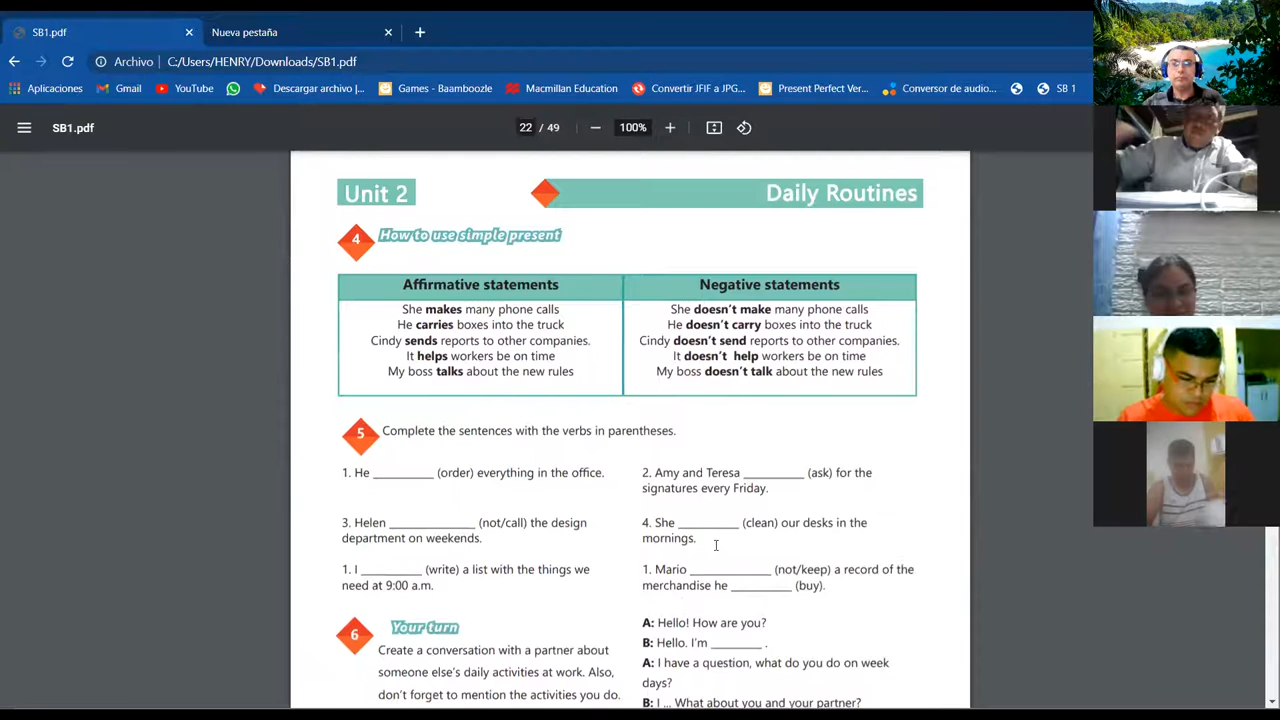 SB1.pdf
Nueva pestaña
Archivo C:/Users/HENRY/Downloads/SB1.pdf
Aplicaciones Gmail YouTube Descargar archivo |... Games - Baamboozle Macmillan Education Convertir JFIF a JPG... Present Perfect Ver... Conversor de audio... SB 1
SB1.pdf 22 / 49 100%
Unit 2 Daily Routines
4 How to use simple present
Affirmative statements Negative statements
She makes many phone calls She doesn't make many phone calls
He carries boxes into the truck He doesn't carry boxes into the truck
Cindy sends reports to other companies. Cindy doesn't send reports to other companies.
It helps workers be on time It doesn't help workers be on time
My boss talks about the new rules My boss doesn't talk about the new rules
5 Complete the sentences with the verbs in parentheses.
1. He _________ (order) everything in the office.
2. Amy and Teresa _________ (ask) for the
signatures every Friday.
3. Helen _____________ (not/call) the design
department on weekends.
4. She _________ (clean) our desks in the
mornings.
1. I _________ (write) a list with the things we
need at 9:00 a.m.
1. Mario ____________ (not/keep) a record of the
merchandise he _________ (buy).
6 Your turn
Create a conversation with a partner about
someone else's daily activities at work. Also,
don't forget to mention the activities you do.
A: Hello! How are you?
B: Hello. I'm ________ .
A: I have a question, what do you do on week
days?
B: I ... What about you and your partner?